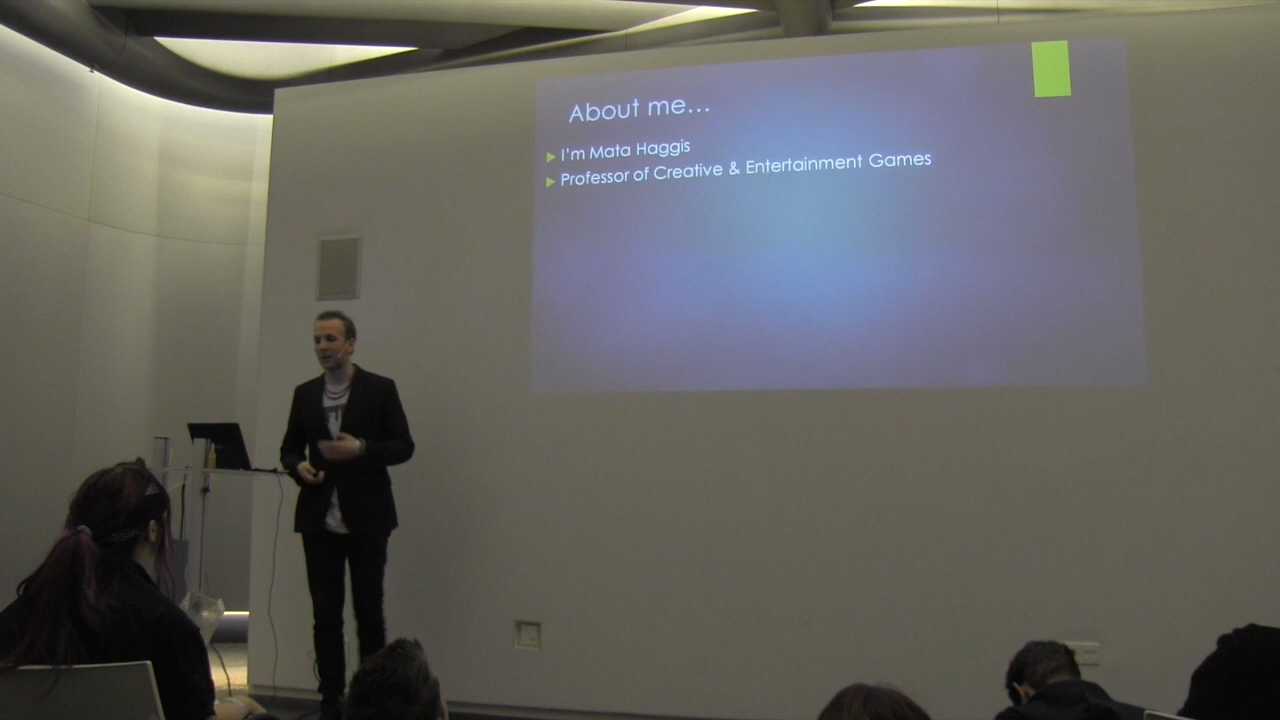 About me...
I'm Mata Haggis
Professor of Creative & Entertainment Games